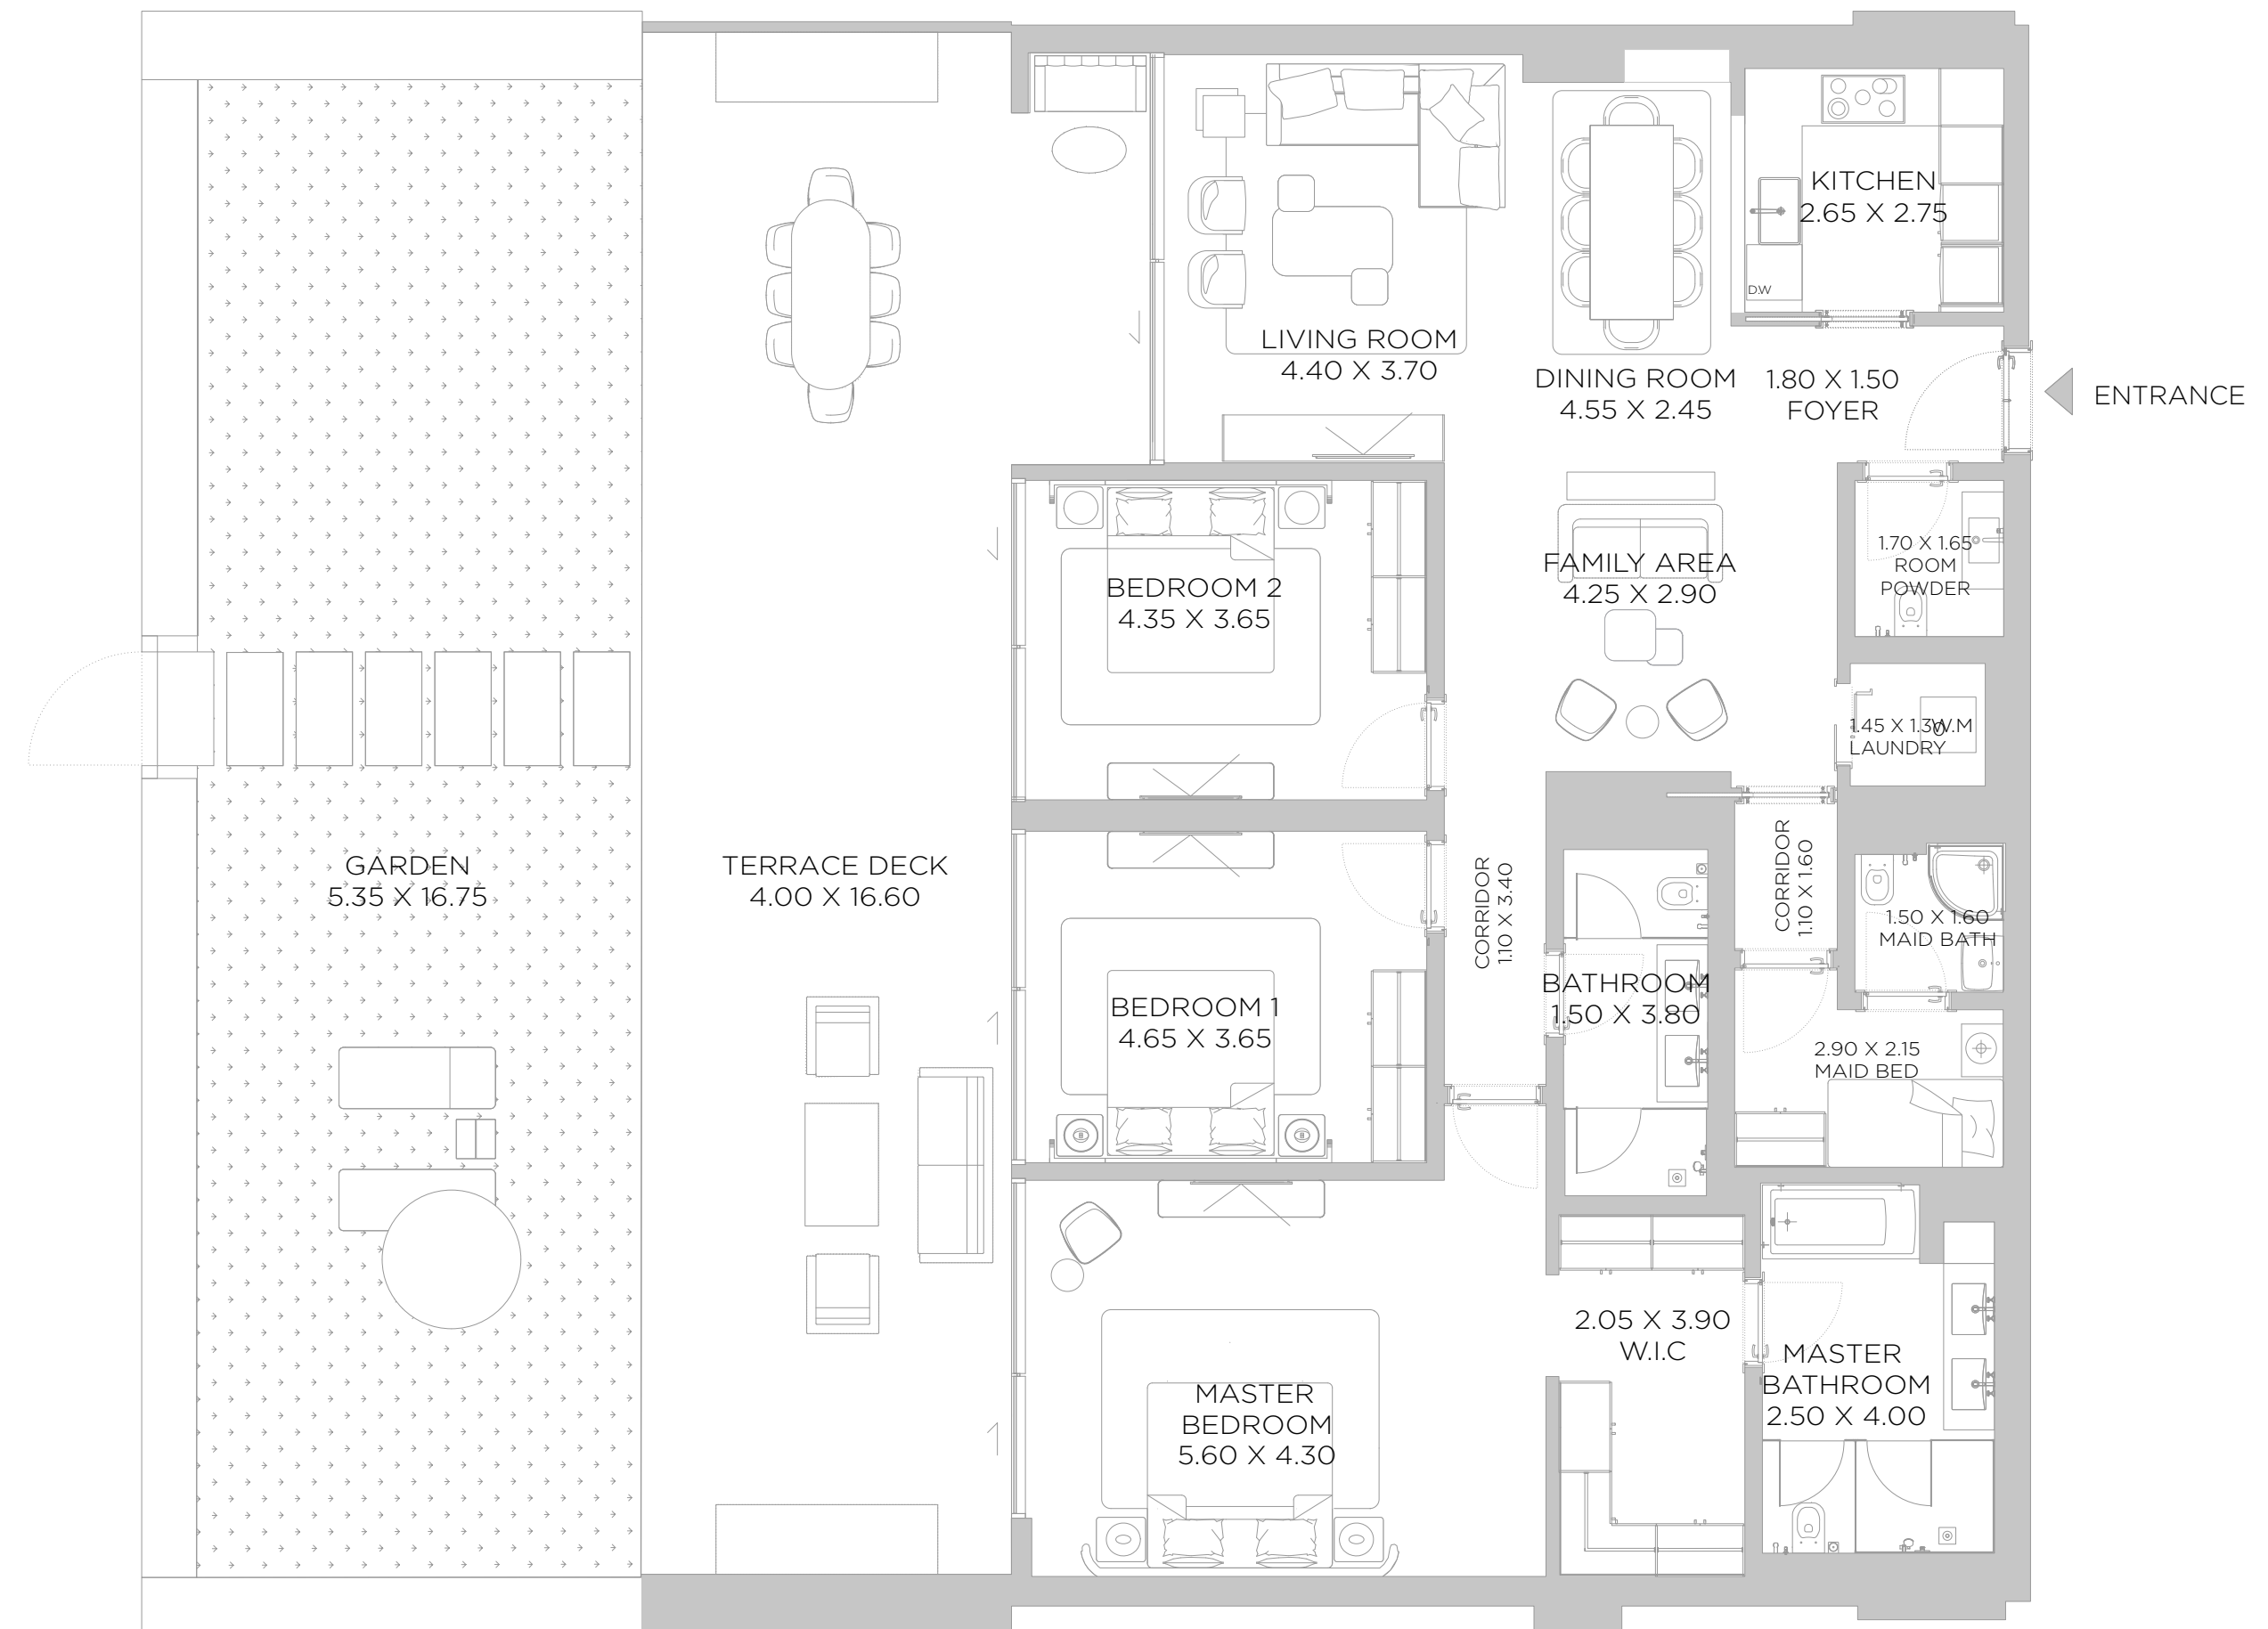 KITCHEN
2.65 X 2.75
D.W
LIVING ROOM
4.40 X 3.70
DINING ROOM
4.55 X 2.45
1.80 X 1.50
FOYER
ENTRANCE
BEDROOM 2
4.35 X 3.65
FAMILY AREA
4.25 X 2.90
1.70 X 1.65
ROOM
POWDER
1.45 X 1.30
W.M
LAUNDRY
GARDEN
5.35 X 16.75
TERRACE DECK
4.00 X 16.60
CORRIDOR
1.10 X 3.40
CORRIDOR
1.10 X 1.60
1.50 X 1.60
MAID BATH
BATHROOM
1.50 X 3.80
BEDROOM 1
4.65 X 3.65
2.90 X 2.15
MAID BED
2.05 X 3.90
W.I.C
MASTER
BATHROOM
2.50 X 4.00
MASTER
BEDROOM
5.60 X 4.30